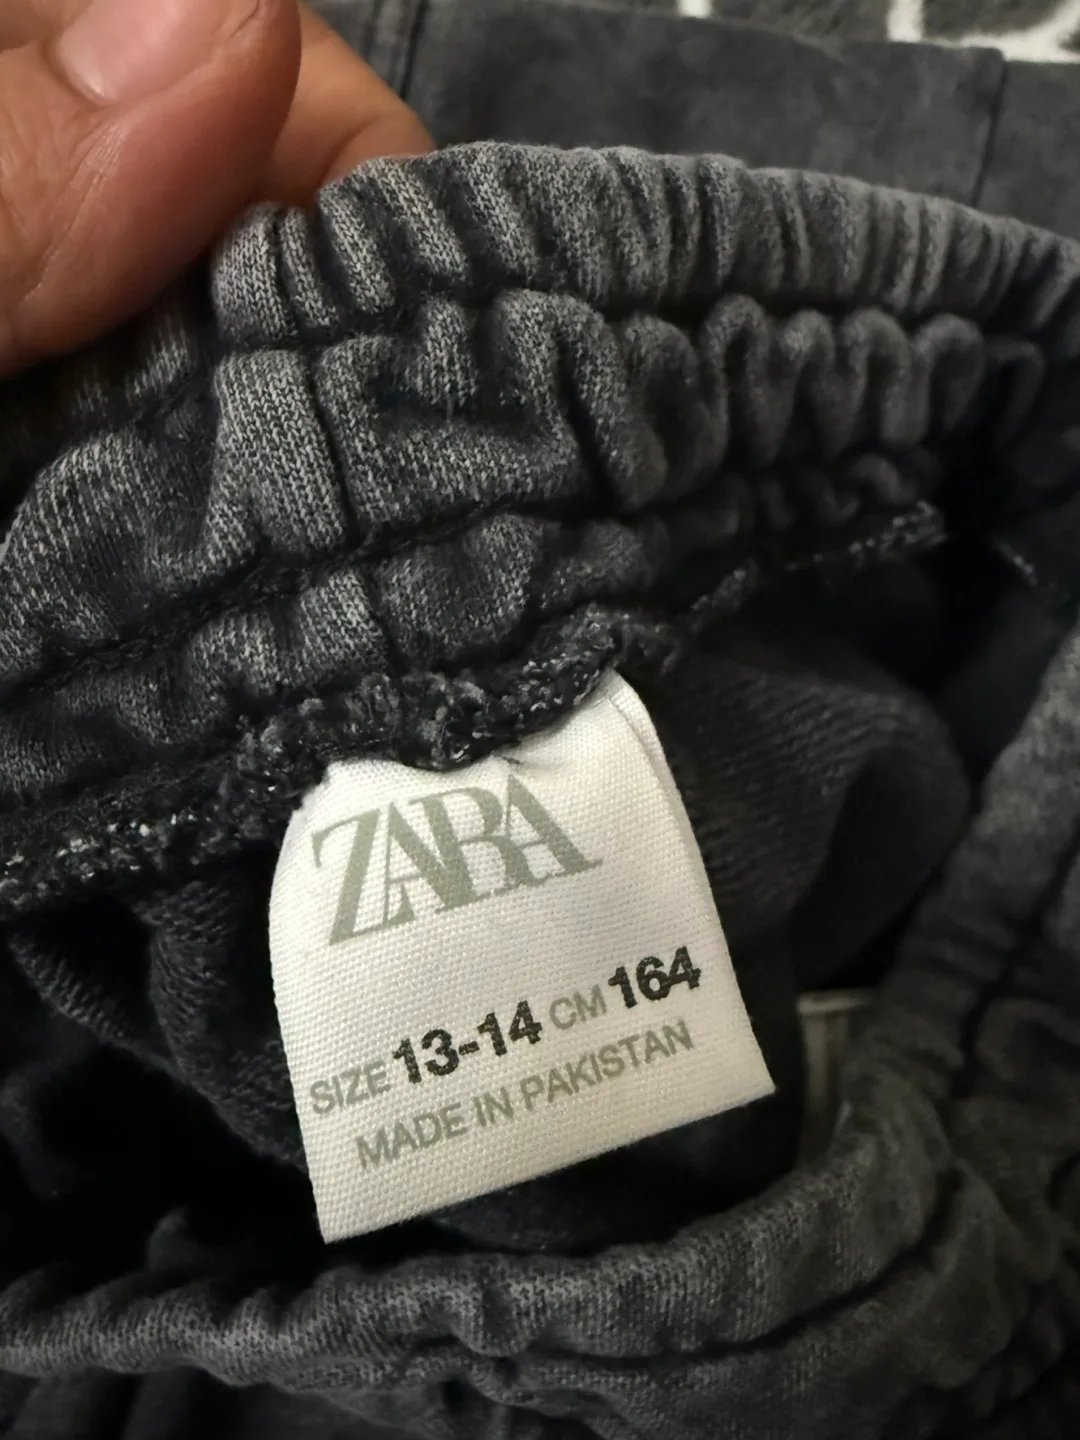 ZARA
SIZE 13-14 CM 164
MADE IN PAKISTAN